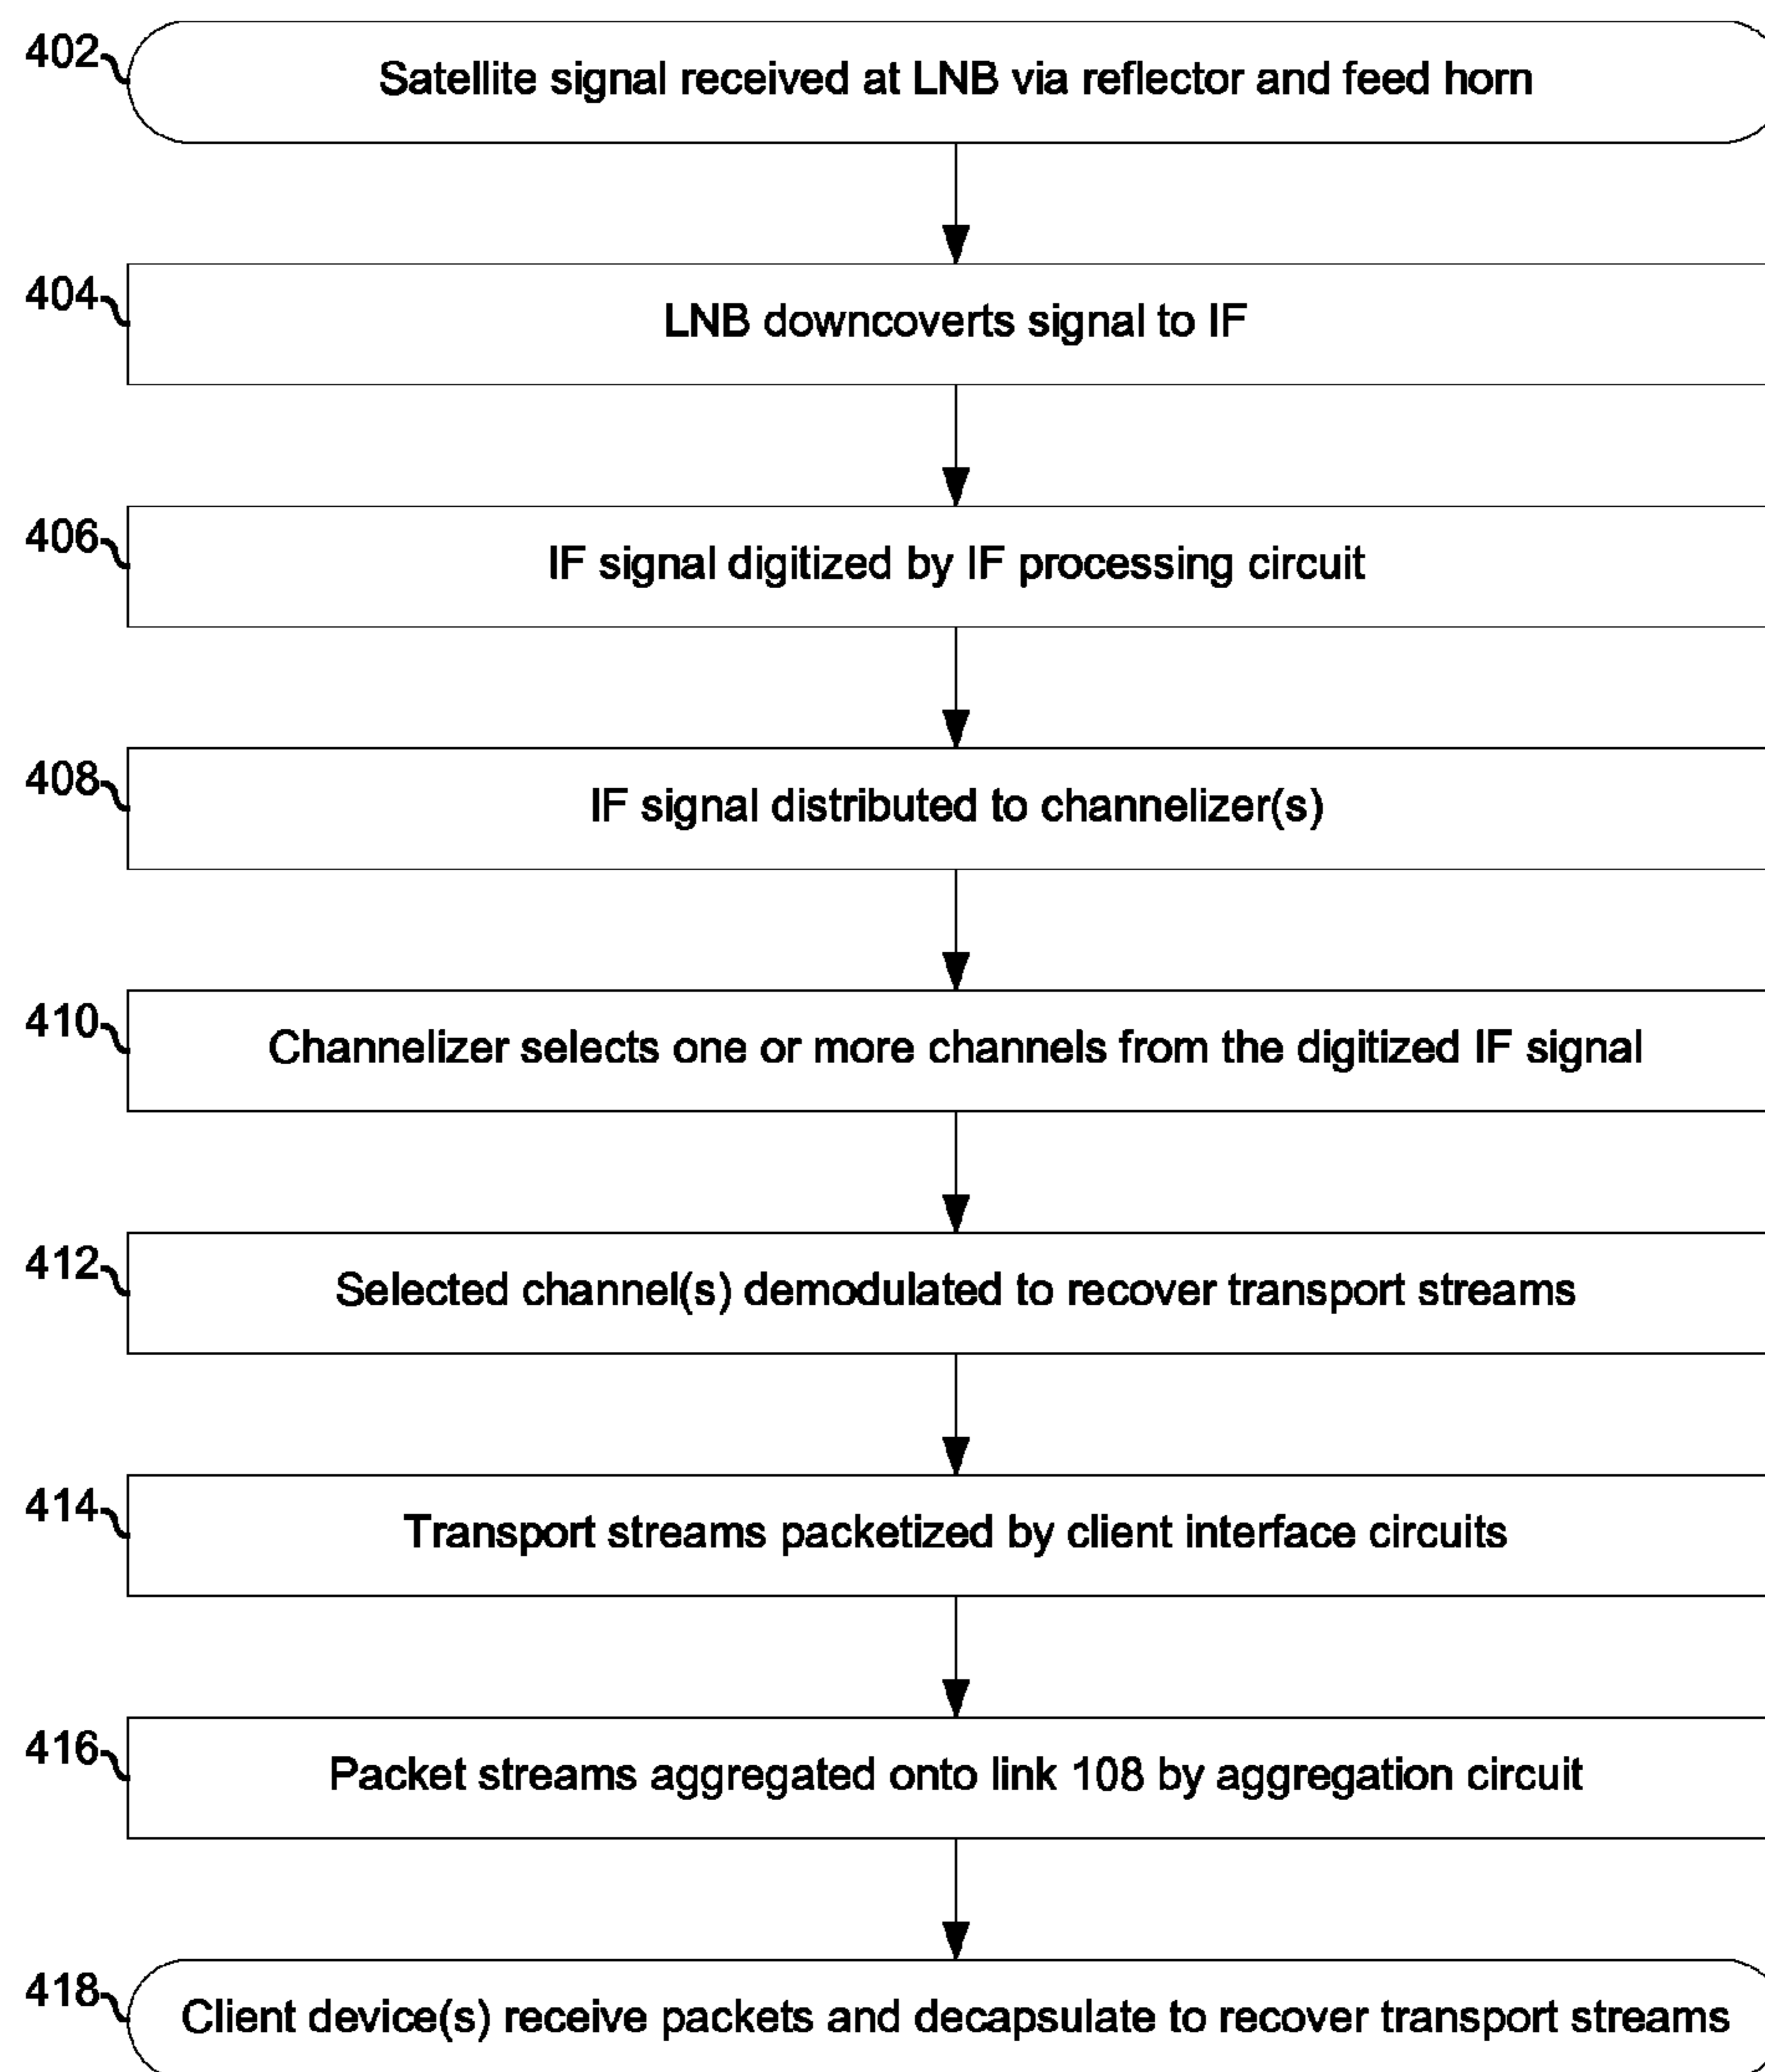 402
Satellite signal received at LNB via reflector and feed horn
404
LNB downcoverts signal to IF
406
IF signal digitized by IF processing circuit
408
IF signal distributed to channelizer(s)
410
Channelizer selects one or more channels from the digitized IF signal
412
Selected channel(s) demodulated to recover transport streams
414
Transport streams packetized by client interface circuits
416
Packet streams aggregated onto link 108 by aggregation circuit
418
Client device(s) receive packets and decapsulate to recover transport streams